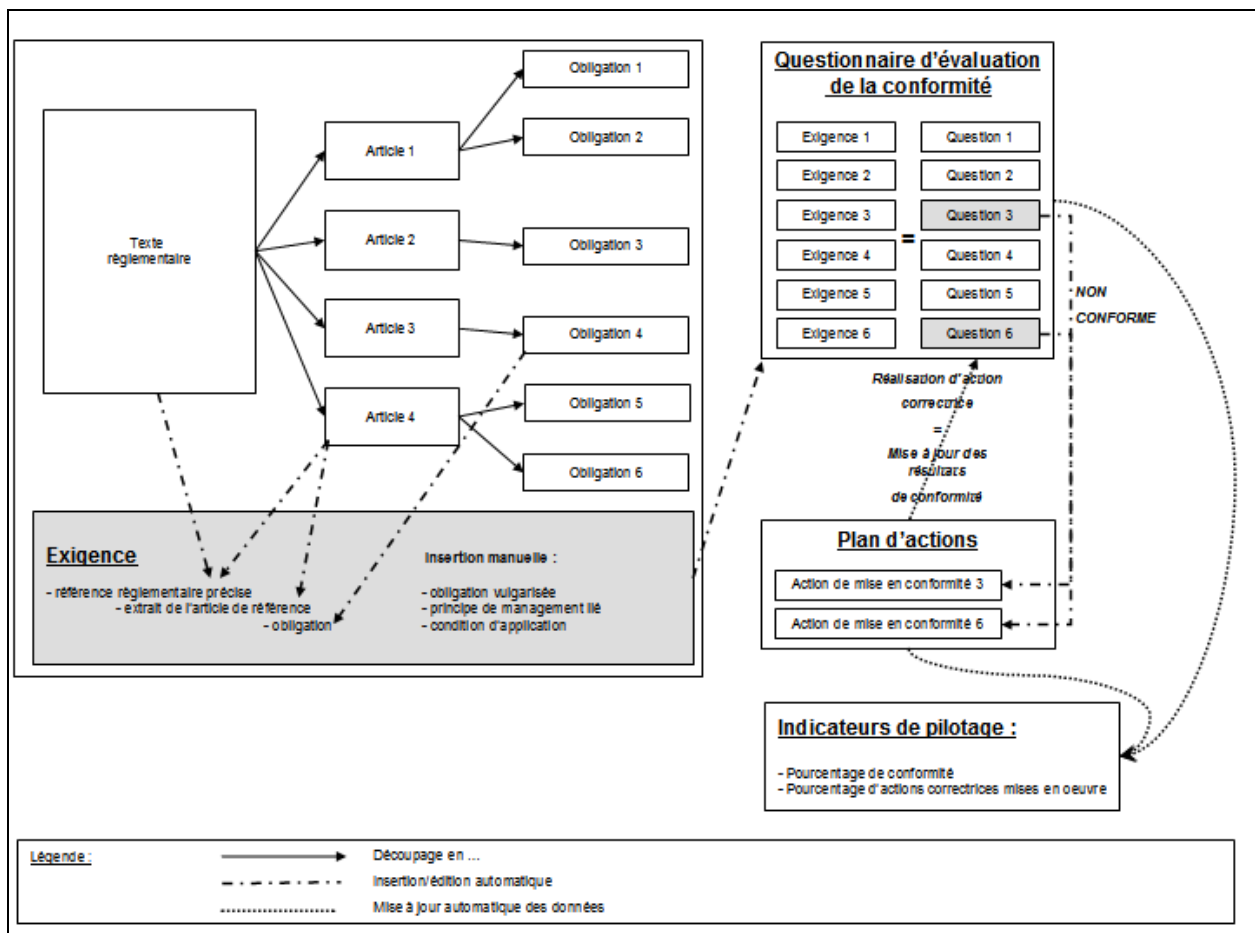 Texte
règlementaire
Article 1
Article 2
Article 3
Article 4
Obligation 1
Obligation 2
Obligation 3
Obligation 4
Obligation 5
Obligation 6
Exigence
- référence règlementaire précise
- extrait de l'article de référence
- obligation
Insertion manuelle :
- obligation vulgarisée
- principe de management lié
- condition d'application
Questionnaire d'évaluation
de la conformité
Exigence 1
Question 1
Exigence 2
Question 2
Exigence 3
Question 3
=
Exigence 4
Question 4
Exigence 5
Question 5
Exigence 6
Question 6
NON
CONFORME
Réalisation d'action
correctrice
=
Mise à jour des
résultats
de conformité
Plan d'actions
Action de mise en conformité 3
Action de mise en conformité 6
Indicateurs de pilotage :
- Pourcentage de conformité
- Pourcentage d'actions correctrices mises en oeuvre
Légende :
Découpage en ...
Insertion/édition automatique
Mise à jour automatique des données